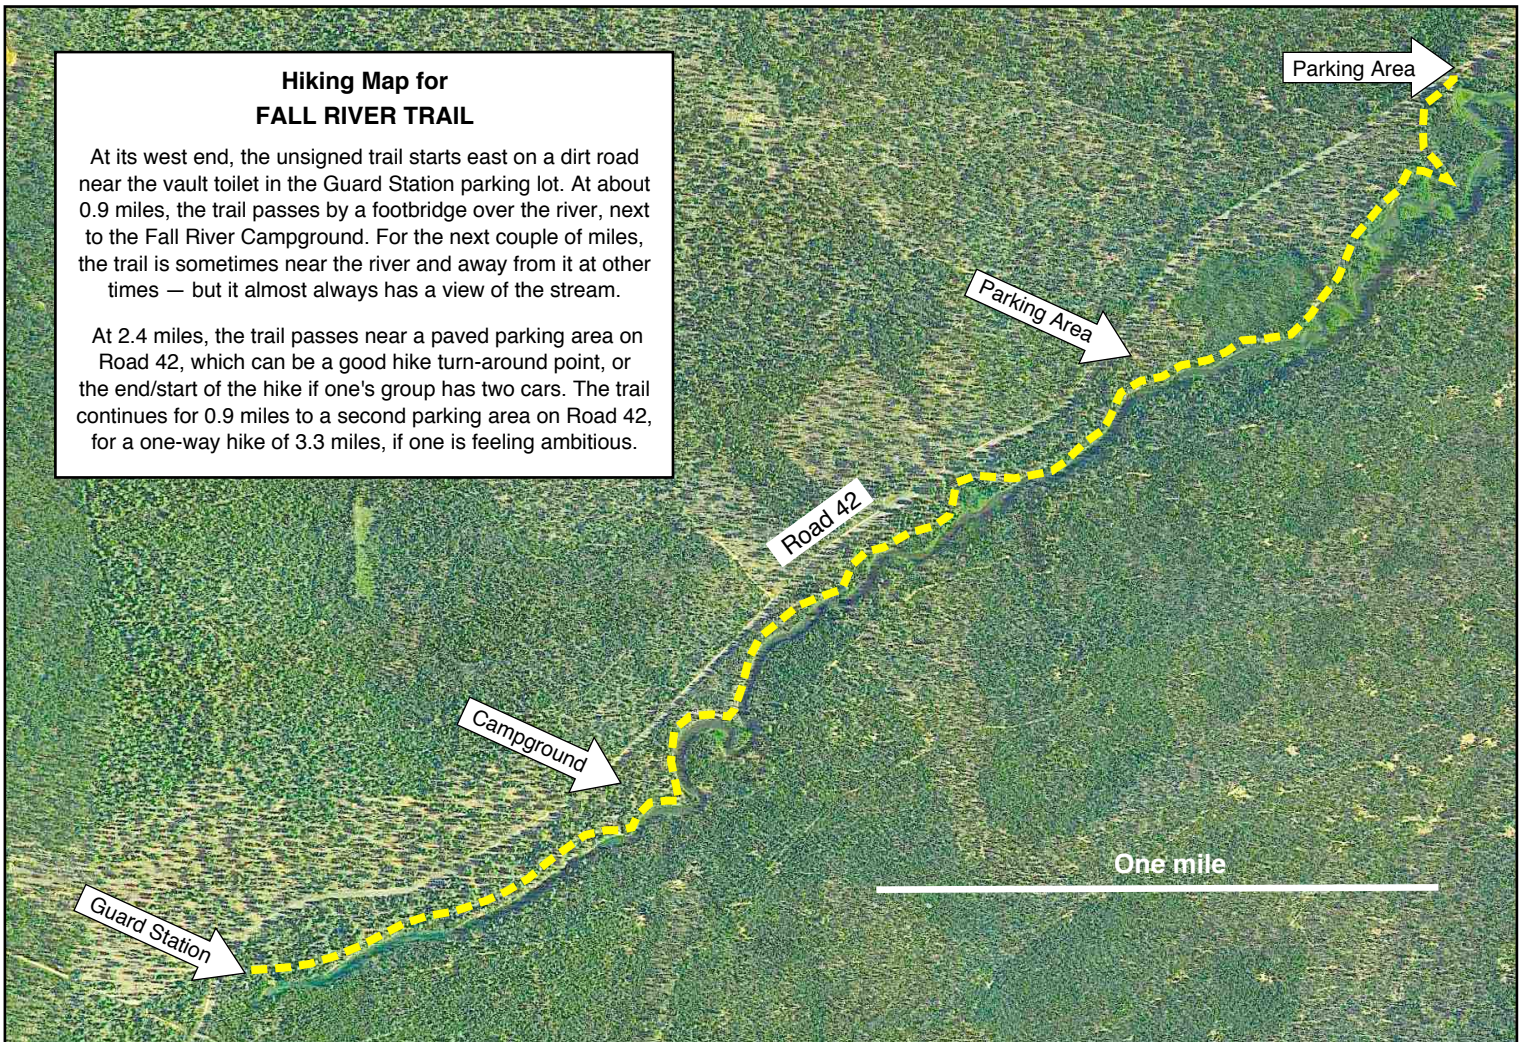 Hiking Map for
FALL RIVER TRAIL
At its west end, the unsigned trail starts east on a dirt road
near the vault toilet in the Guard Station parking lot. At about
0.9 miles, the trail passes by a footbridge over the river, next
to the Fall River Campground. For the next couple of miles,
the trail is sometimes near the river and away from it at other
times — but it almost always has a view of the stream.
At 2.4 miles, the trail passes near a paved parking area on
Road 42, which can be a good hike turn-around point, or
the end/start of the hike if one's group has two cars. The trail
continues for 0.9 miles to a second parking area on Road 42,
for a one-way hike of 3.3 miles, if one is feeling ambitious.
Parking Area
Parking Area
Road 42
Campground
One mile
Guard Station